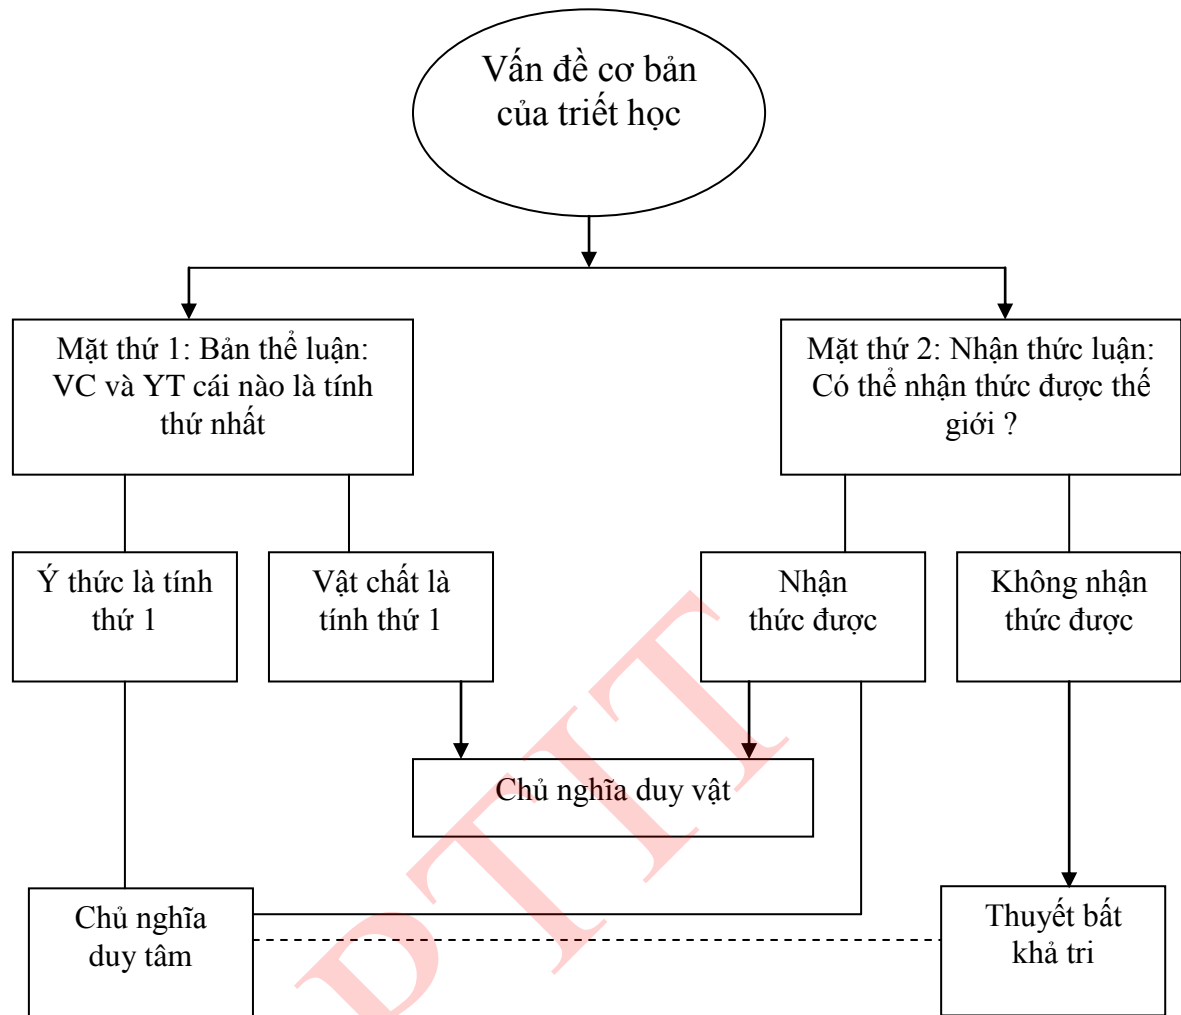 Vấn đề cơ bản
của triết học
Mặt thứ 1: Bản thể luận:
VC và YT cái nào là tính
thứ nhất
Mặt thứ 2: Nhận thức luận:
Có thể nhận thức được thế
giới ?
Ý thức là tính
thứ 1
Vật chất là
tính thứ 1
Nhận
thức được
Không nhận
thức được
Chủ nghĩa duy vật
Chủ nghĩa
duy tâm
Thuyết bất
khả tri
PTIT